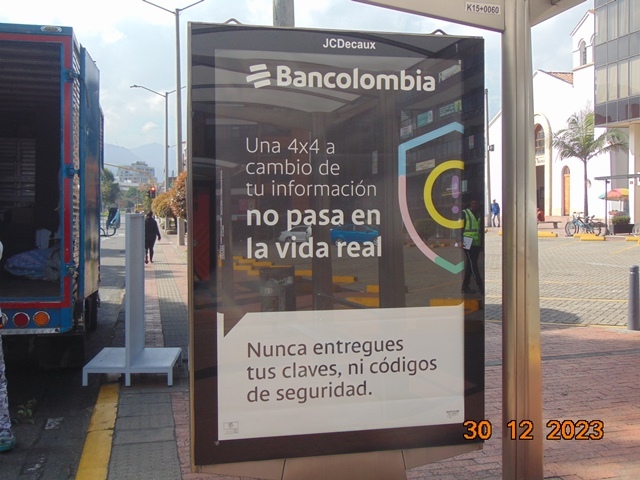 K15+0060
JCDecaux
Bancolombia
Una 4x4 a
cambio de
tu información
no pasa en
la vida real
Nunca entregues
tus claves, ni códigos
de seguridad.
30 12 2023